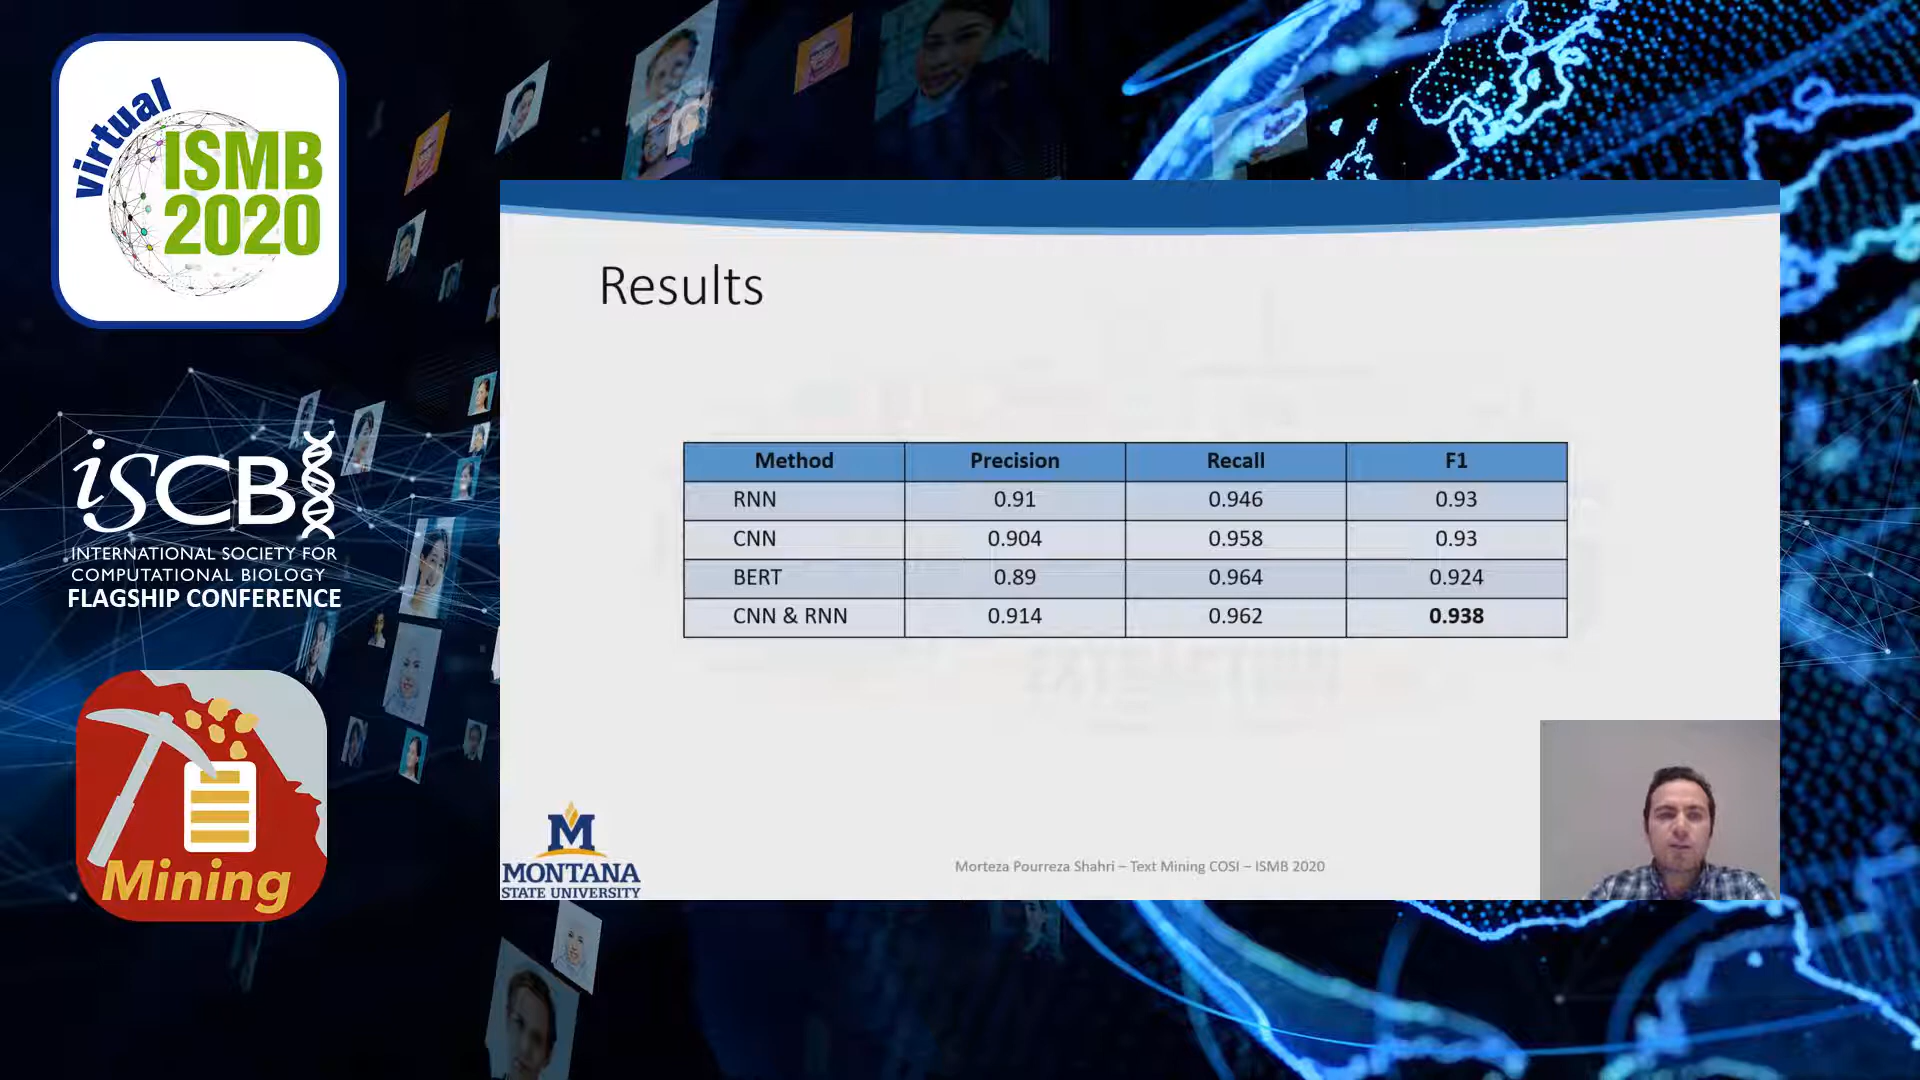 virtual
ISMB
2020
iSCB
INTERNATIONAL SOCIETY FOR
COMPUTATIONAL BIOLOGY
FLAGSHIP CONFERENCE
Mining
Results
Method Precision Recall F1
RNN 0.91 0.946 0.93
CNN 0.904 0.958 0.93
BERT 0.89 0.964 0.924
CNN & RNN 0.914 0.962 0.938
M
MONTANA
STATE UNIVERSITY
Morteza Pourreza Shahri – Text Mining COSI – ISMB 2020